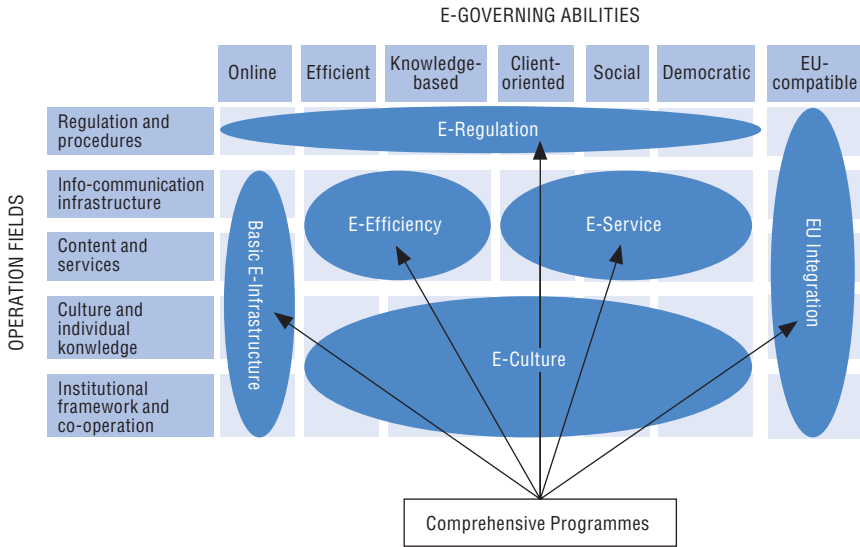 E-GOVERNING ABILITIES
Online
Efficient
Knowledge-
based
Client-
oriented
Social
Democratic
EU-
compatible
OPERATION FIELDS
Regulation and
procedures
E-Regulation
Info-communication
infrastructure
Content and
services
Culture and
individual
konwledge
Institutional
framework and
co-operation
Basic E-Infrastructure
E-Efficiency
E-Service
E-Culture
EU Integration
Comprehensive Programmes